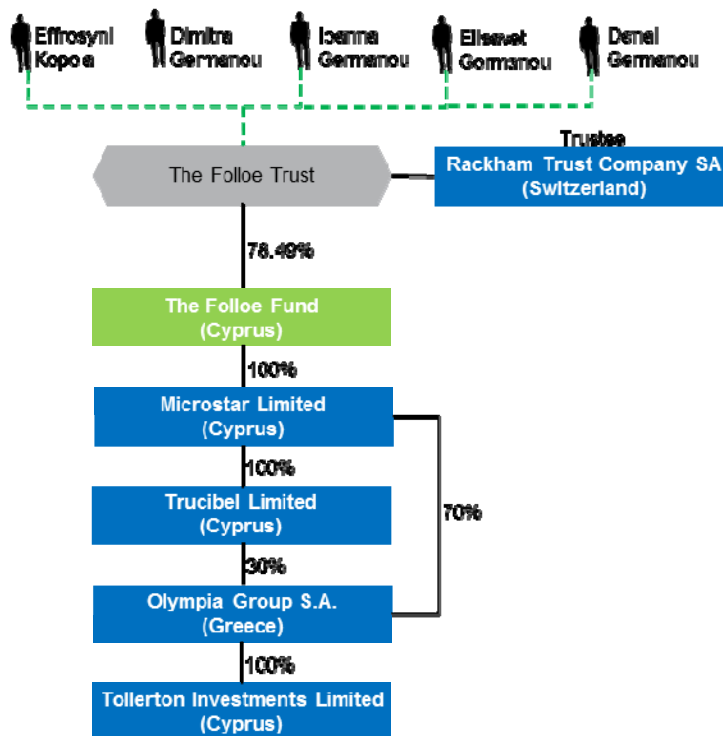 Effrosyni
Kopola
Dimitra
Germanou
Ioanna
Germanou
Elisavet
Germanou
Danai
Germanou
Trustee
The Folloe Trust
Rackham Trust Company SA
(Switzerland)
78.49%
The Folloe Fund
(Cyprus)
100%
Microstar Limited
(Cyprus)
100%
Trucibel Limited
(Cyprus)
70%
30%
Olympia Group S.A.
(Greece)
100%
Tollerton Investments Limited
(Cyprus)